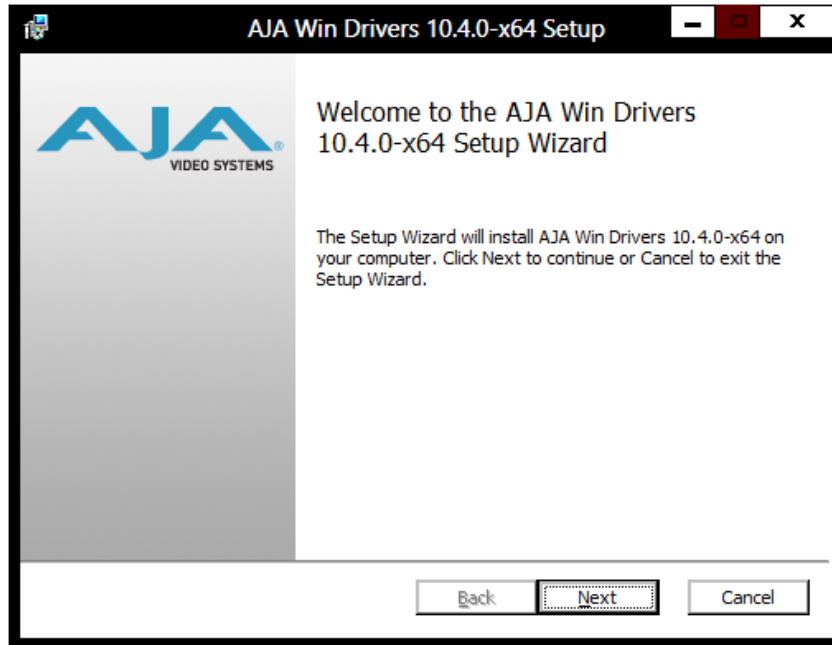 AJA Win Drivers 10.4.0-x64 Setup
AJA®
VIDEO SYSTEMS
Welcome to the AJA Win Drivers
10.4.0-x64 Setup Wizard
The Setup Wizard will install AJA Win Drivers 10.4.0-x64 on
your computer. Click Next to continue or Cancel to exit the
Setup Wizard.
Back
Next
Cancel